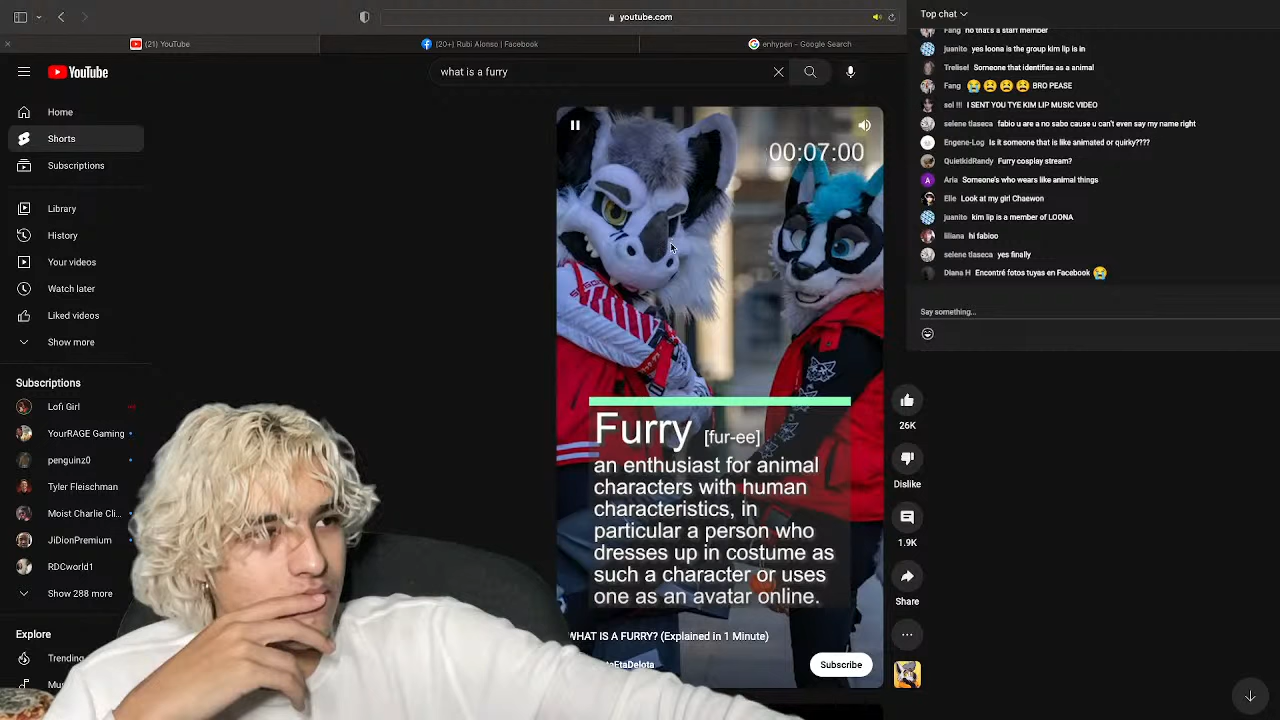 youtube.com
(21) YouTube
(20+) Rubi Alonso | Facebook
enhypen – Google Search
YouTube
what is a furry
Home
Shorts
Subscriptions
Library
History
Your videos
Watch later
Liked videos
Show more
Subscriptions
Lofi Girl
YourRAGE Gaming
penguinz0
Tyler Fleischman
Moist Charlie Cli...
JiDionPremium
RDCworld1
Show 288 more
Explore
Trending
00:07:00
Furry [fur-ee]
an enthusiast for animal
characters with human
characteristics, in
particular a person who
dresses up in costume as
such a character or uses
one as an avatar online.
WHAT IS A FURRY? (Explained in 1 Minute)
EtaDelota
Subscribe
26K
Dislike
1.9K
Share
Top chat
Fang no that's a staff member
juanito yes loona is the group kim lip is in
Trelise! Someone that identifies as a animal
Fang 😭 😫 😫 😫 BRO PEASE
sol !!! I SENT YOU TYE KIM LIP MUSIC VIDEO
selene tlaseca fabio u are a no sabo cause u can't even say my name right
Engene-Log Is it someone that is like animated or quirky????
QuietkidRandy Furry cosplay stream?
A
Aria Someone's who wears like animal things
Elle Look at my girl Chaewon
juanito kim lip is a member of LOONA
liliana hi fabioo
selene tlaseca yes finally
Diana H Encontré fotos tuyas en Facebook 😭
Say something...